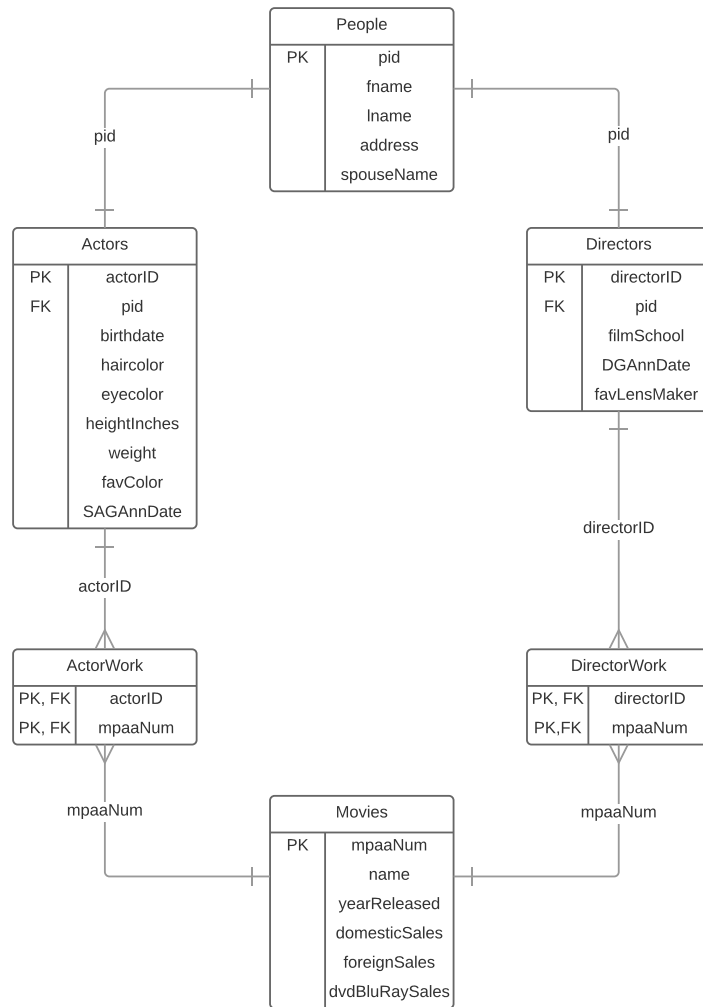 People
PK pid
fname
lname
address
spouseName
pid
pid
Actors
PK actorID
FK pid
birthdate
haircolor
eyecolor
heightInches
weight
favColor
SAGAnnDate
Directors
PK directorID
FK pid
filmSchool
DGAnnDate
favLensMaker
directorID
actorID
ActorWork
PK, FK actorID
PK, FK mpaaNum
DirectorWork
PK, FK directorID
PK,FK mpaaNum
mpaaNum
mpaaNum
Movies
PK mpaaNum
name
yearReleased
domesticSales
foreignSales
dvdBluRaySales